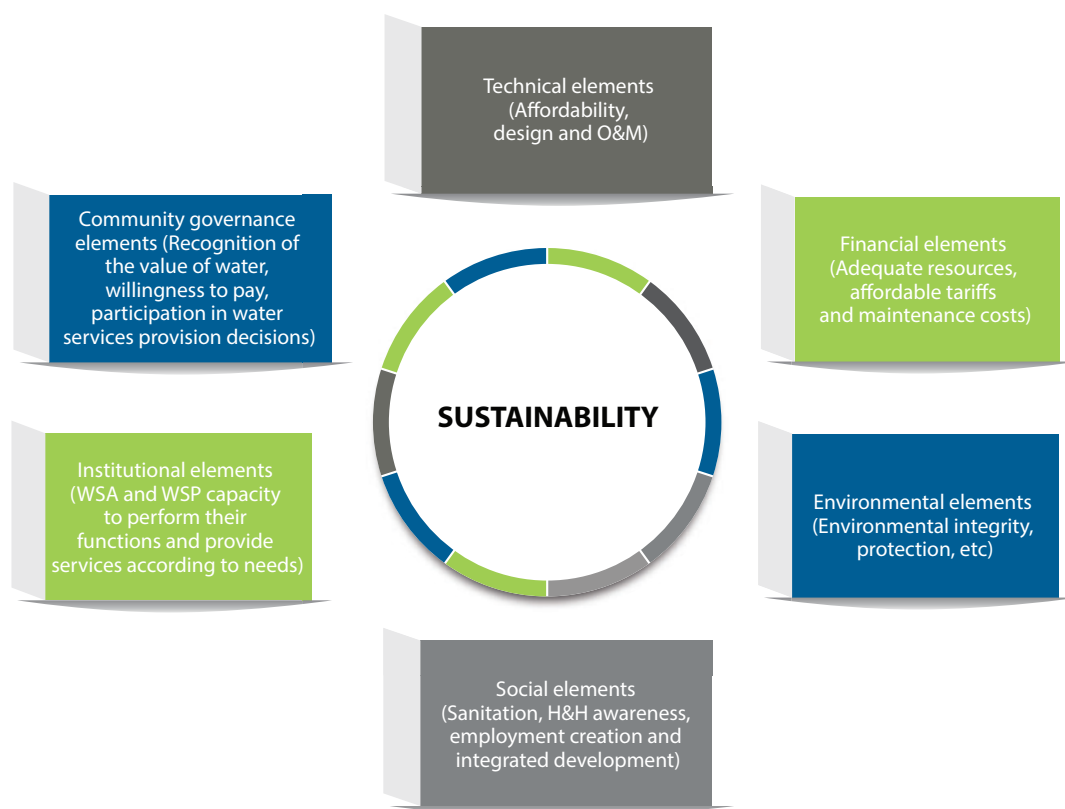 Technical elements
(Affordability,
design and O&M)
Community governance
elements (Recognition of
the value of water,
willingness to pay,
participation in water
services provision decisions)
Financial elements
(Adequate resources,
affordable tariffs
and maintenance costs)
SUSTAINABILITY
Institutional elements
(WSA and WSP capacity
to perform their
functions and provide
services according to needs)
Environmental elements
(Environmental integrity,
protection, etc)
Social elements
(Sanitation, H&H awareness,
employment creation and
integrated development)